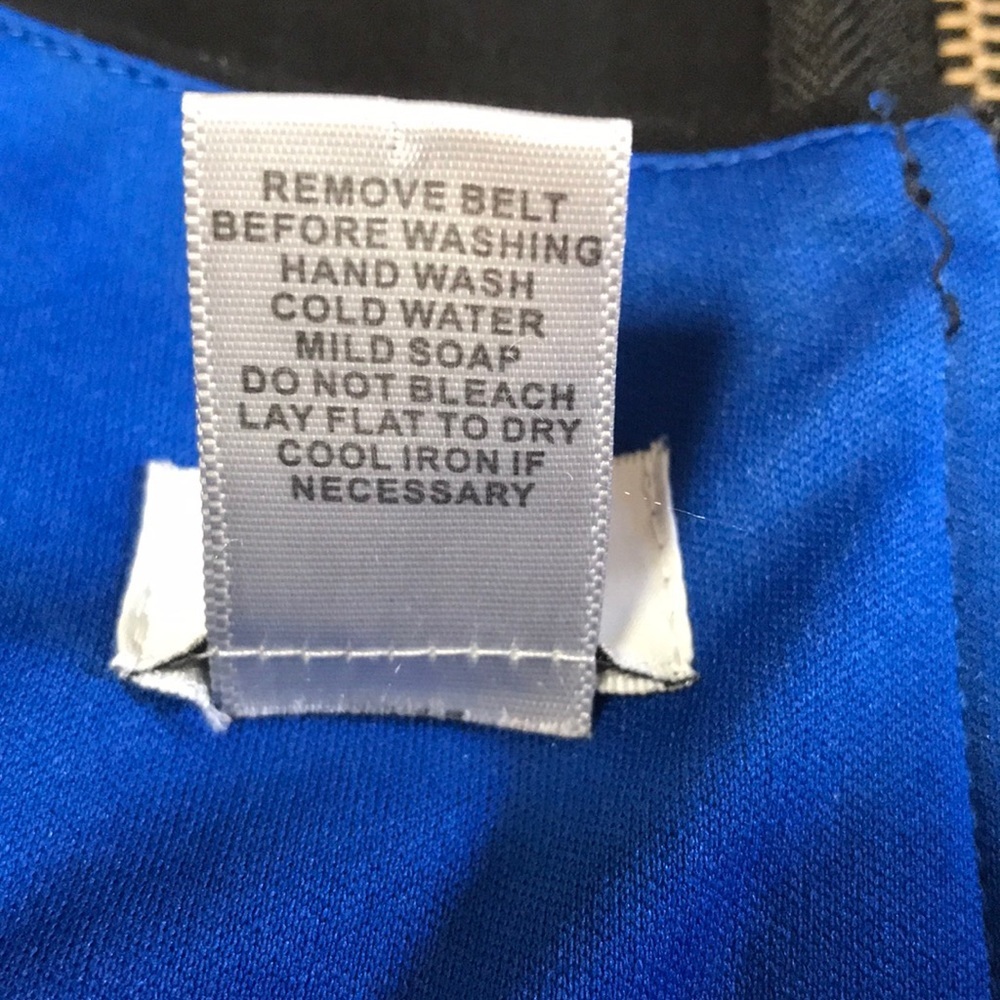 REMOVE BELT
BEFORE WASHING
HAND WASH
COLD WATER
MILD SOAP
DO NOT BLEACH
LAY FLAT TO DRY
COOL IRON IF
NECESSARY